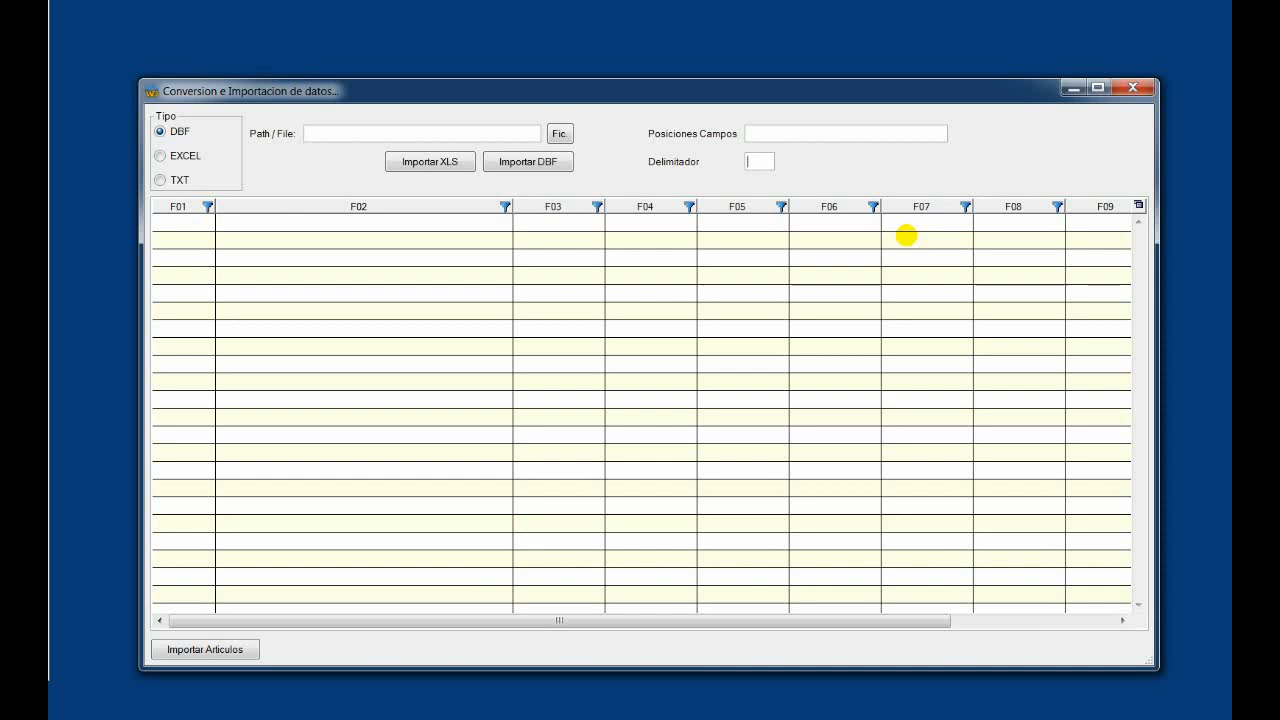 Conversion e Importacion de datos...
Tipo
DBF
EXCEL
TXT
Path / File:
Fic.
Importar XLS
Importar DBF
Posiciones Campos
Delimitador
F01 F02 F03 F04 F05 F06 F07 F08 F09
Importar Articulos